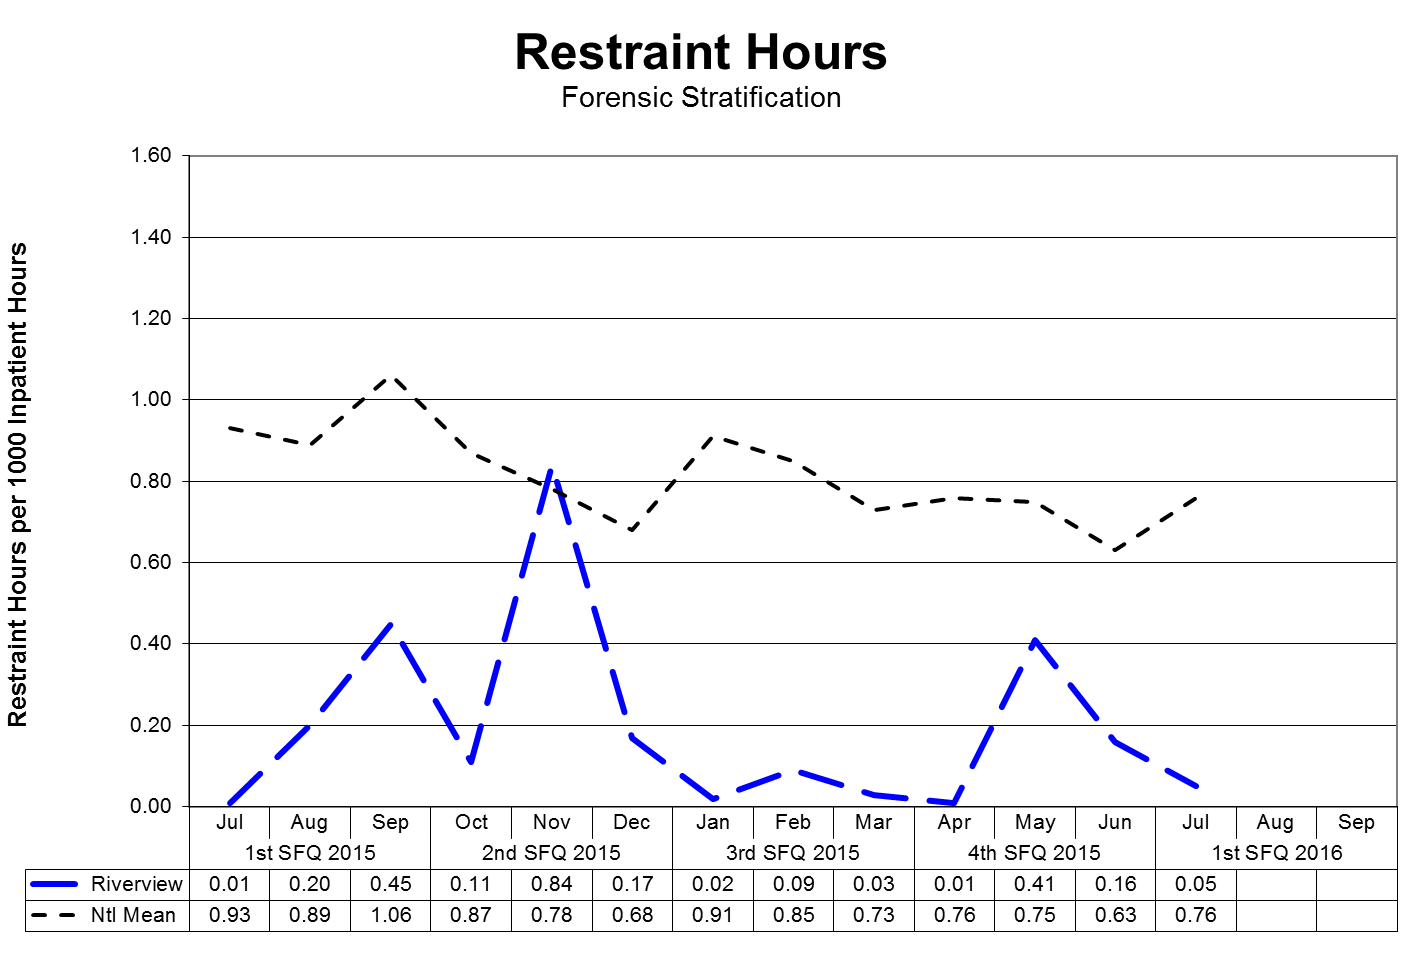 Restraint Hours
Forensic Stratification
Restraint Hours per 1000 Inpatient Hours
1.60
1.40
1.20
1.00
0.80
0.60
0.40
0.20
0.00
Jul Aug Sep Oct Nov Dec Jan Feb Mar Apr May Jun Jul Aug Sep
1st SFQ 2015 2nd SFQ 2015 3rd SFQ 2015 4th SFQ 2015 1st SFQ 2016
Riverview 0.01 0.20 0.45 0.11 0.84 0.17 0.02 0.09 0.03 0.01 0.41 0.16 0.05
Ntl Mean 0.93 0.89 1.06 0.87 0.78 0.68 0.91 0.85 0.73 0.76 0.75 0.63 0.76